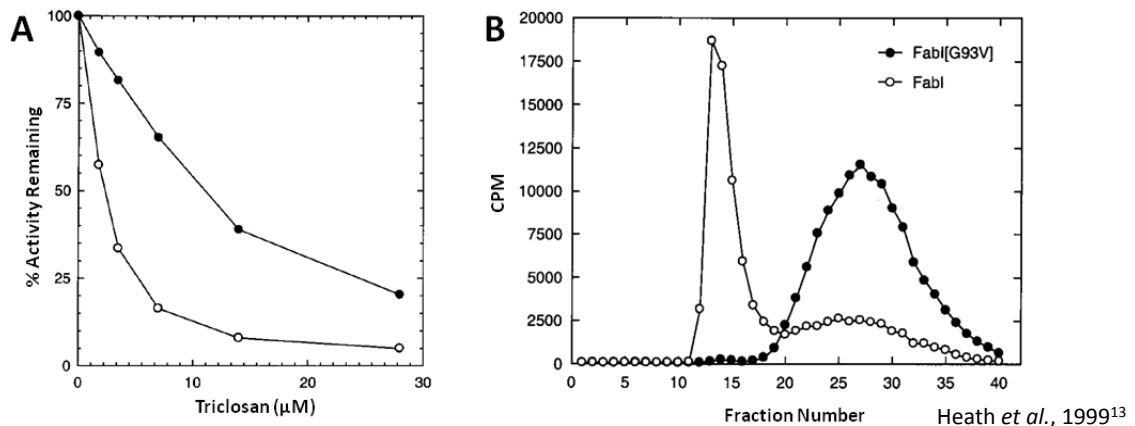 A
% Activity Remaining
100
75
50
25
0
0 10 20 30
Triclosan (μM)
B
CPM
20000
17500
15000
12500
10000
7500
5000
2500
0
FabI[G93V]
FabI
0 5 10 15 20 25 30 35 40
Fraction Number
Heath et al., 1999¹³